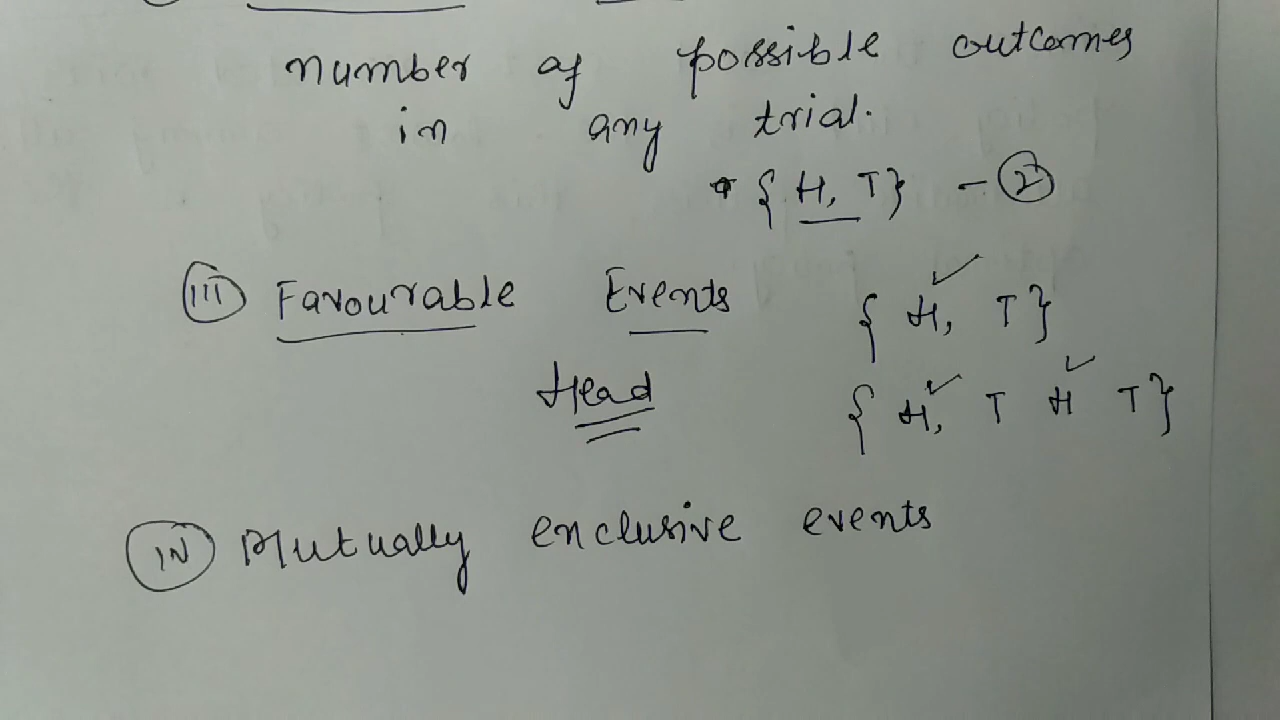 number of possible outcomes
in any trial.
{ H, T} - 2
(III) Favourable Events { H, T}
Head { H, T H T}
(IV) Mutually exclusive events